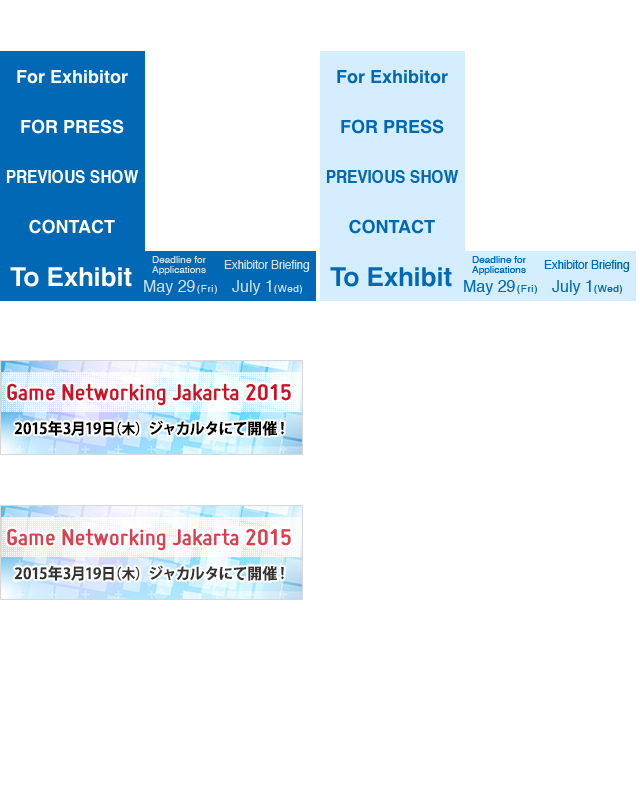 For Exhibitor
FOR PRESS
PREVIOUS SHOW
CONTACT
To Exhibit
Deadline for
Applications
May 29(Fri)
Exhibitor Briefing
July 1(Wed)
For Exhibitor
FOR PRESS
PREVIOUS SHOW
CONTACT
To Exhibit
Deadline for
Applications
May 29(Fri)
Exhibitor Briefing
July 1(Wed)
Game Networking Jakarta 2015
2015年3月19日(木) ジャカルタにて開催!
Game Networking Jakarta 2015
2015年3月19日(木) ジャカルタにて開催!